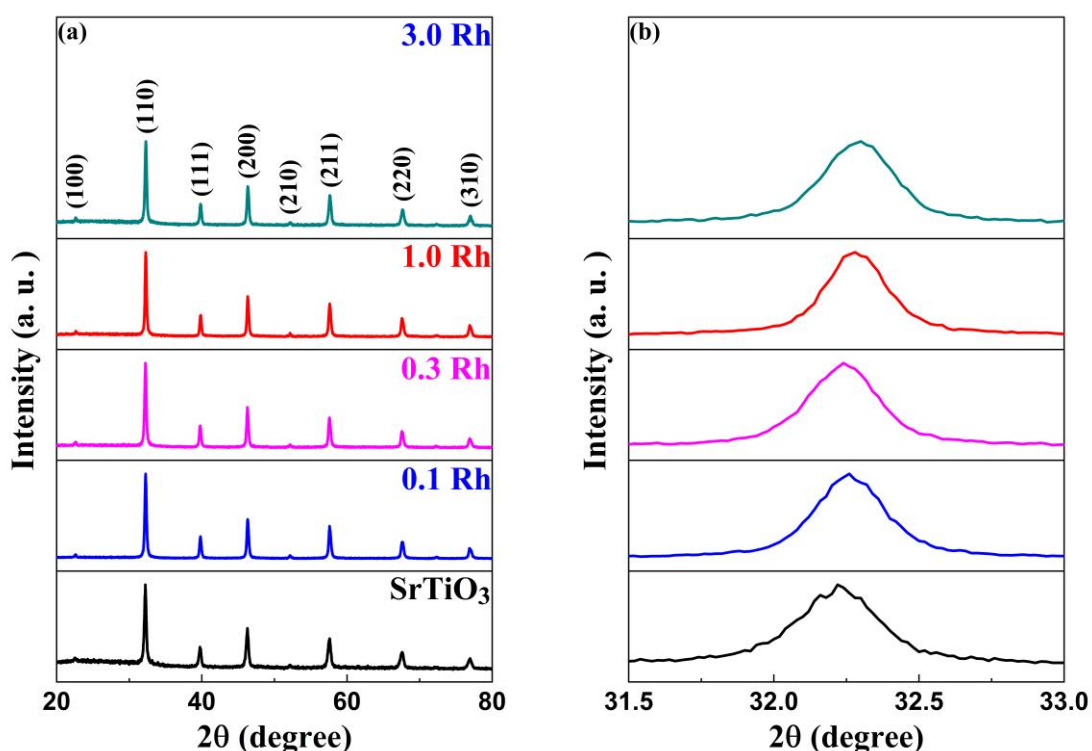 (a)
3.0 Rh
(100)
(110)
(111)
(200)
(210)
(211)
(220)
(310)
1.0 Rh
0.3 Rh
0.1 Rh
SrTiO₃
Intensity (a. u. )
20 40 60 80
2θ (degree)
(b)
Intensity (a. u. )
31.5 32.0 32.5 33.0
2θ (degree)